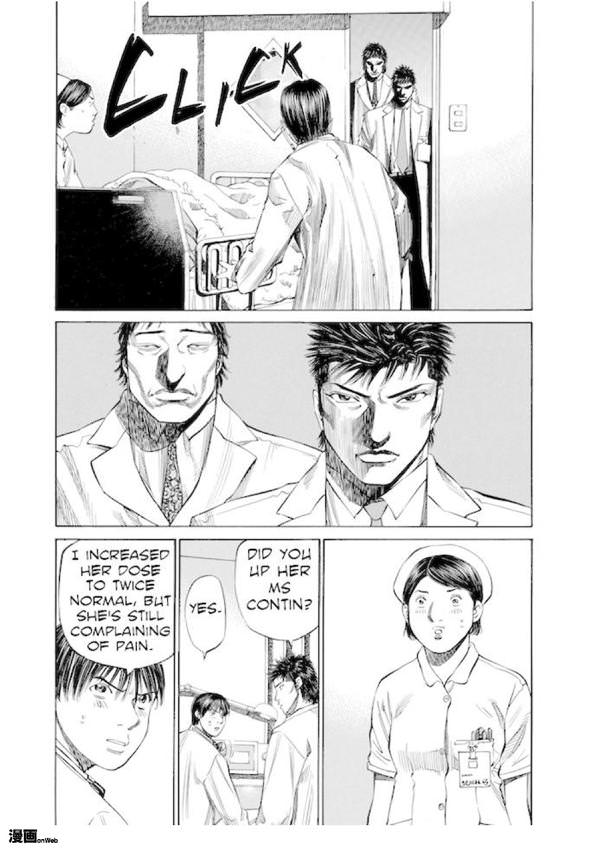 CLICK
DID YOU
UP HER
MS
CONTIN?
YES.
I INCREASED
HER DOSE
TO TWICE
NORMAL, BUT
SHE'S STILL
COMPLAINING
OF PAIN.
漫画onWeb